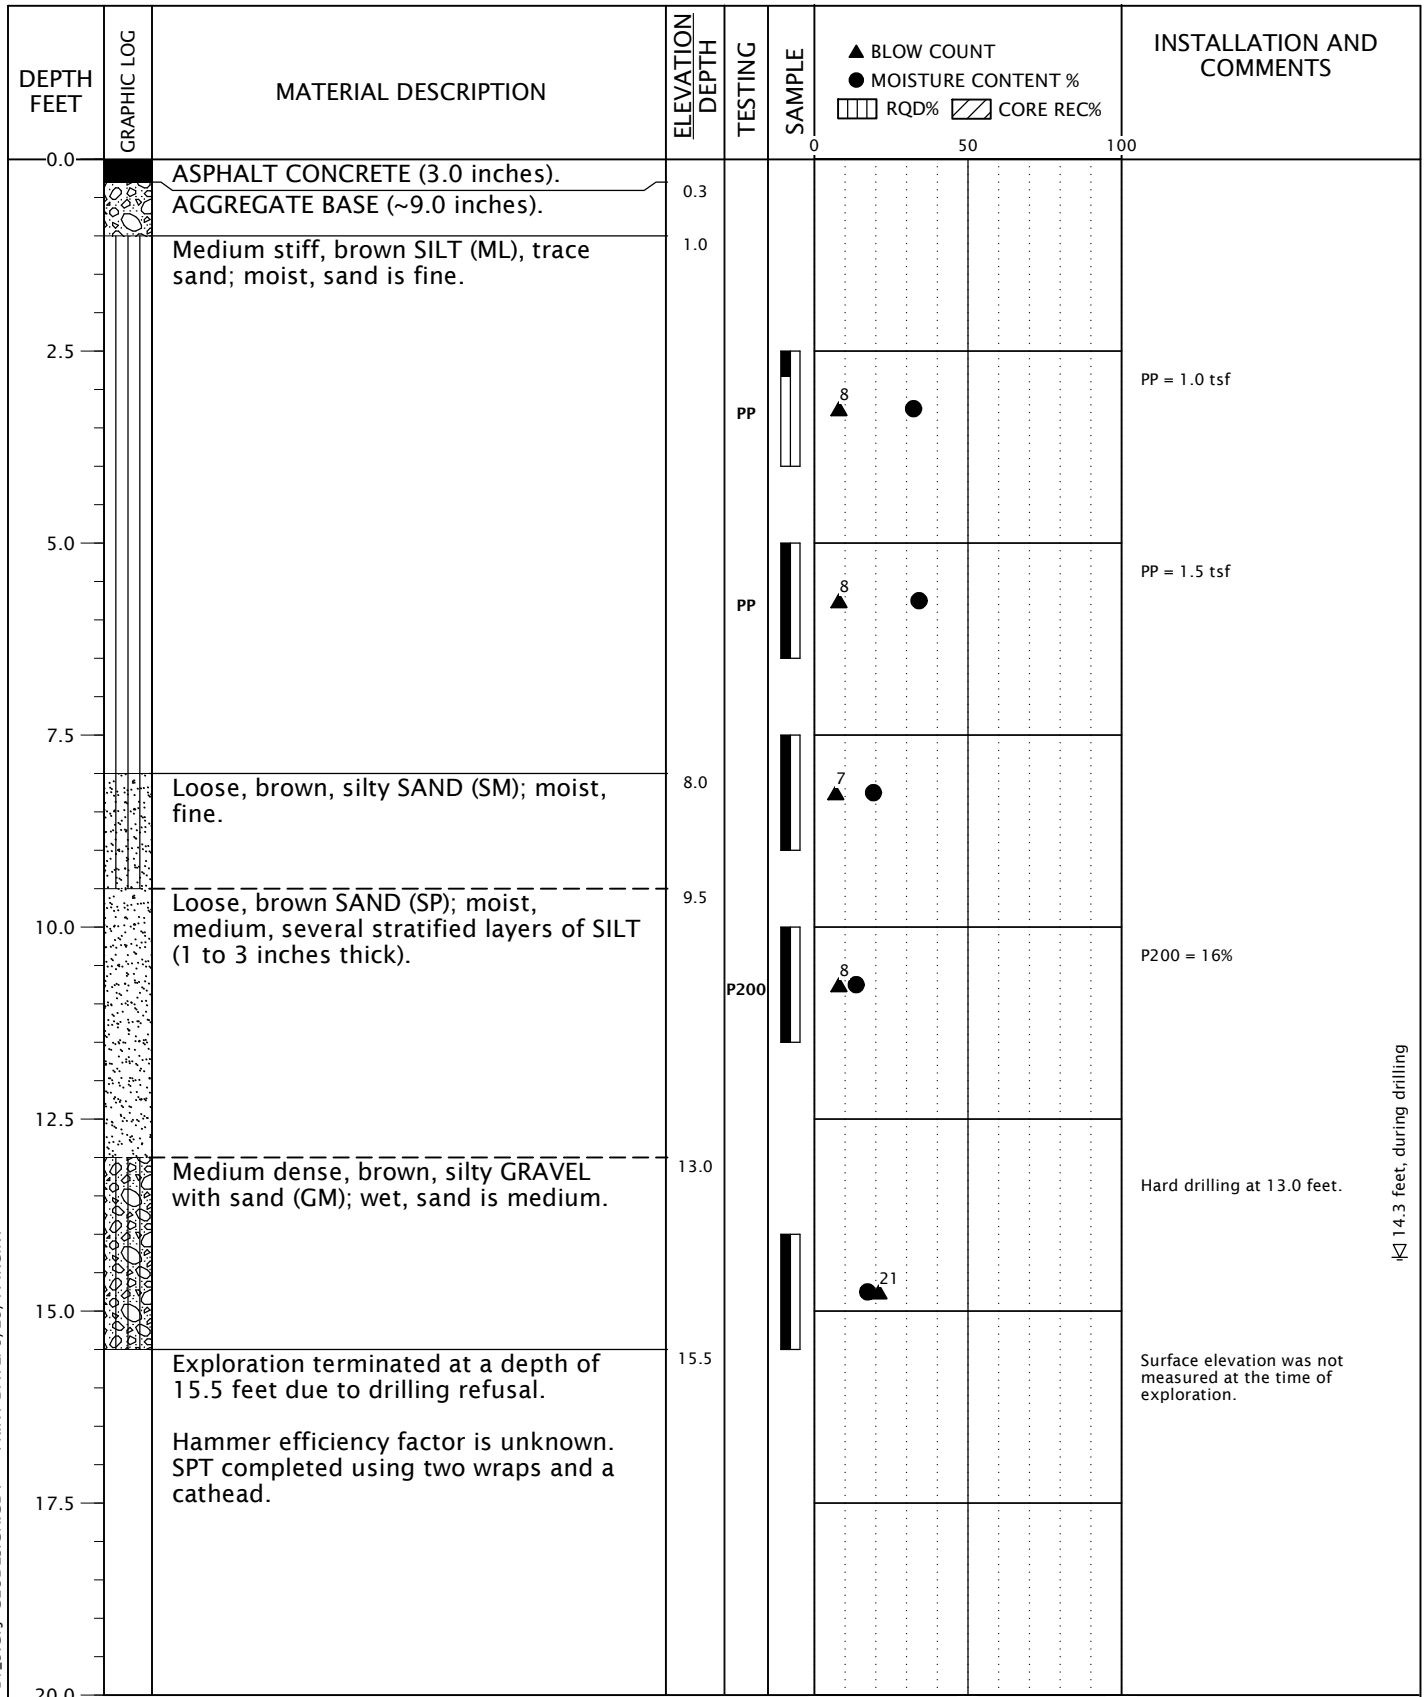 DEPTH
FEET
GRAPHIC LOG
MATERIAL DESCRIPTION
ELEVATION
DEPTH
TESTING
SAMPLE
▲ BLOW COUNT
● MOISTURE CONTENT %
RQD% CORE REC%
0 50 100
INSTALLATION AND
COMMENTS
0.0
ASPHALT CONCRETE (3.0 inches).
0.3
AGGREGATE BASE (~9.0 inches).
1.0
Medium stiff, brown SILT (ML), trace
sand; moist, sand is fine.
2.5
PP
8
PP = 1.0 tsf
5.0
PP
8
PP = 1.5 tsf
7.5
8.0
Loose, brown, silty SAND (SM); moist,
fine.
7
9.5
Loose, brown SAND (SP); moist,
medium, several stratified layers of SILT
(1 to 3 inches thick).
10.0
P200
8
P200 = 16%
12.5
13.0
Medium dense, brown, silty GRAVEL
with sand (GM); wet, sand is medium.
Hard drilling at 13.0 feet.
14.3 feet, during drilling
21
15.0
15.5
Exploration terminated at a depth of
15.5 feet due to drilling refusal.
Surface elevation was not
measured at the time of
exploration.
Hammer efficiency factor is unknown.
SPT completed using two wraps and a
cathead.
17.5
20.0